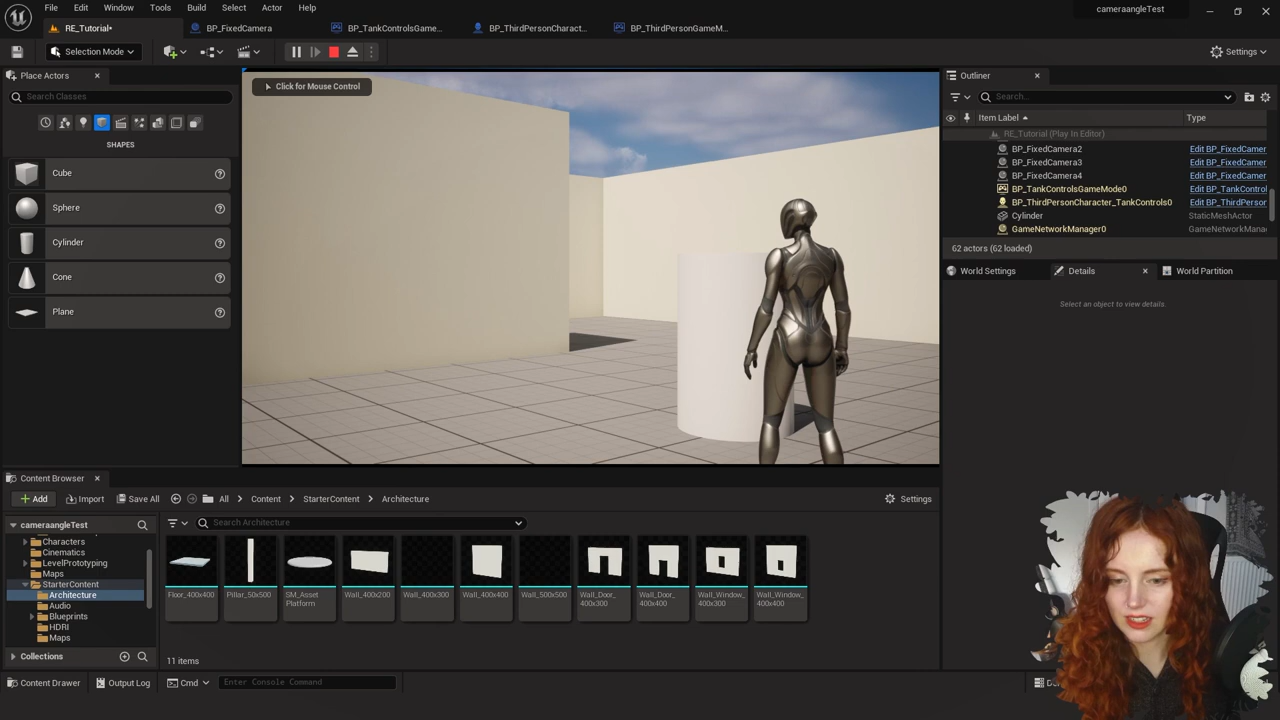 File Edit Window Tools Build Select Actor Help
cameraangleTest
RE_Tutorial•
BP_FixedCamera
BP_TankControlsGame...
BP_ThirdPersonCharact...
BP_ThirdPersonGameM...
Selection Mode
Settings
Place Actors
Search Classes
SHAPES
Cube
Sphere
Cylinder
Cone
Plane
Click for Mouse Control
Outliner
Search...
Item Label
Type
RE_Tutorial (Play In Editor)
BP_FixedCamera2 Edit BP_FixedCamer
BP_FixedCamera3 Edit BP_FixedCamer
BP_FixedCamera4 Edit BP_FixedCamer
BP_TankControlsGameMode0 Edit BP_TankControl
BP_ThirdPersonCharacter_TankControls0 Edit BP_ThirdPerson
Cylinder StaticMeshActor
GameNetworkManager0 GameNetworkMana
62 actors (62 loaded)
World Settings
Details
World Partition
Select an object to view details.
Content Browser
Add
Import
Save All
All
Content
StarterContent
Architecture
Settings
cameraangleTest
Characters
Cinematics
LevelPrototyping
Maps
StarterContent
Architecture
Audio
Blueprints
HDRI
Maps
Collections
Search Architecture
Floor_400x400
Pillar_50x500
SM_Asset
Platform
Wall_400x200
Wall_400x300
Wall_400x400
Wall_500x500
Wall_Door_
400x300
Wall_Door_
400x400
Wall_Window_
400x300
Wall_Window_
400x400
11 items
Content Drawer
Output Log
Cmd
Enter Console Command